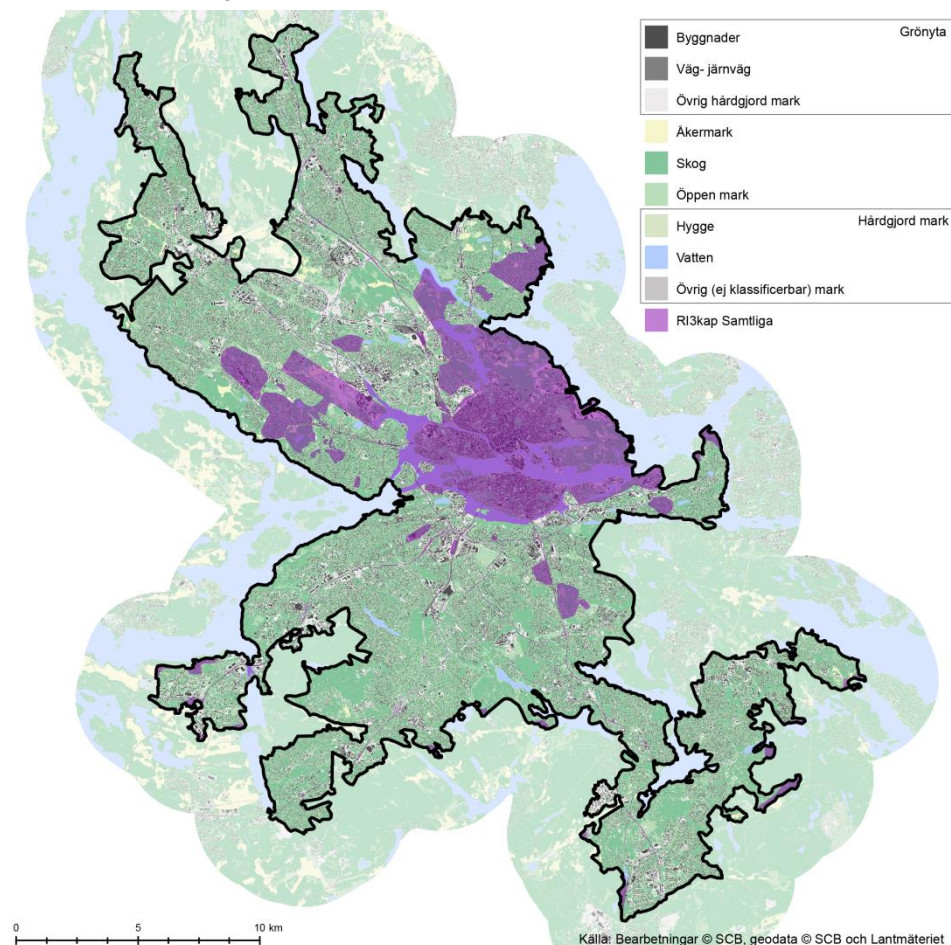 Byggnader
Grönyta
Väg- järnväg
Övrig hårdgjord mark
Åkermark
Skog
Öppen mark
Hygge
Hårdgjord mark
Vatten
Övrig (ej klassificerbar) mark
RI3kap Samtliga
0 5 10 km
Källa: Bearbetningar © SCB, geodata © SCB och Lantmäteriet